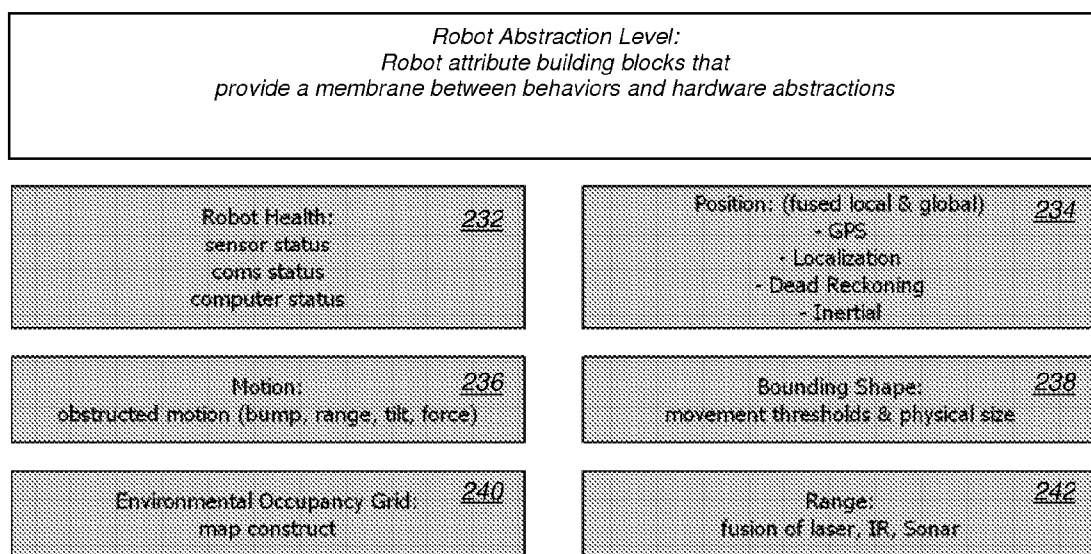 Robot Abstraction Level:
Robot attribute building blocks that
provide a membrane between behaviors and hardware abstractions
Robot Health: 232
sensor status
coms status
computer status
Position: (fused local & global) 234
- GPS
- Localization
- Dead Reckoning
- Inertial
Motion: 236
obstructed motion (bump, range, tilt, force)
Bounding Shape: 238
movement thresholds & physical size
Environmental Occupancy Grid: 240
map construct
Range: 242
fusion of laser, IR, Sonar